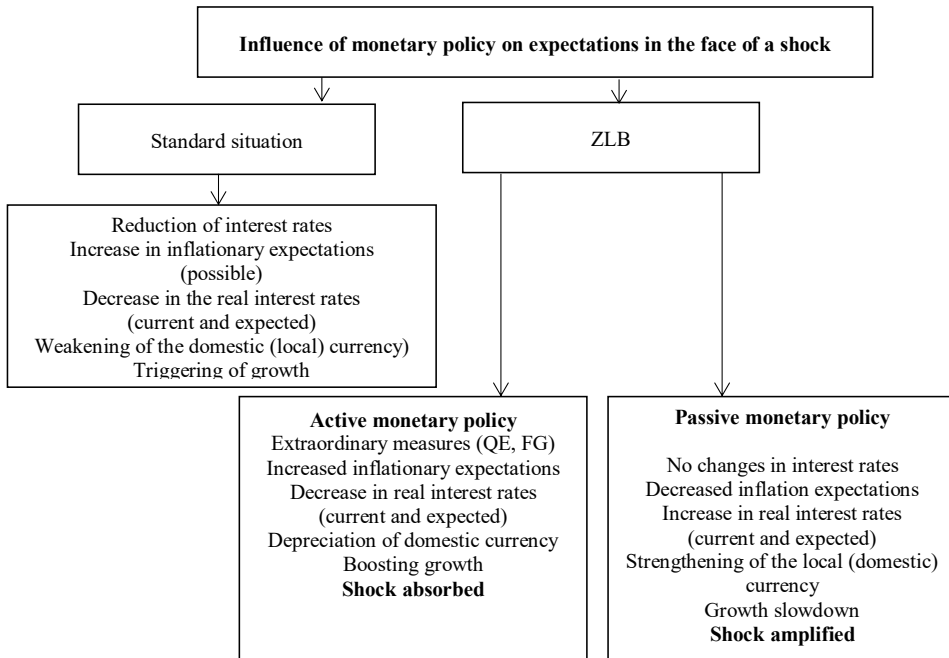 Influence of monetary policy on expectations in the face of a shock
Standard situation
ZLB
Reduction of interest rates
Increase in inflationary expectations
(possible)
Decrease in the real interest rates
(current and expected)
Weakening of the domestic (local) currency)
Triggering of growth
Active monetary policy
Extraordinary measures (QE, FG)
Increased inflationary expectations
Decrease in real interest rates
(current and expected)
Depreciation of domestic currency
Boosting growth
Shock absorbed
Passive monetary policy
No changes in interest rates
Decreased inflation expectations
Increase in real interest rates
(current and expected)
Strengthening of the local (domestic)
currency
Growth slowdown
Shock amplified